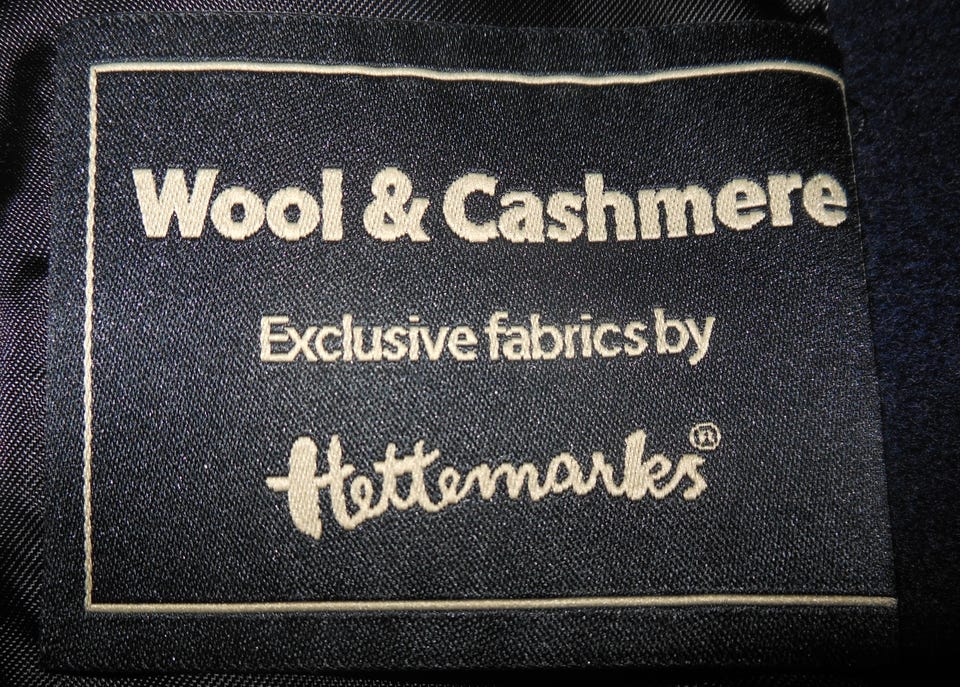 Wool & Cashmere
Exclusive fabrics by
Hettemarks®